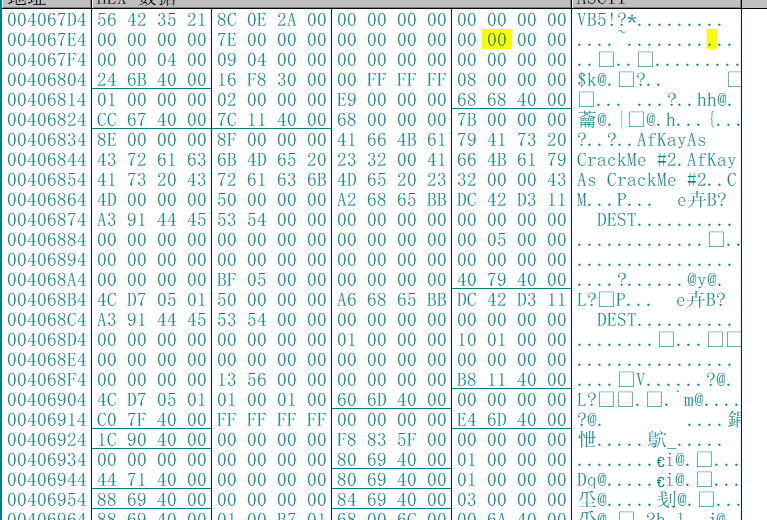 地址 HEX 数据 ASCII
004067D4 56 42 35 21 8C 0E 2A 00 00 00 00 00 00 00 00 00 VB5!?*.........
004067E4 00 00 00 00 7E 00 00 00 00 00 00 00 00 00 00 00 ....~...........
004067F4 00 00 04 00 09 04 00 00 00 00 00 00 00 00 00 00 ..□..□..........
00406804 24 6B 40 00 16 F8 30 00 00 FF FF FF 08 00 00 00 $k@.□?.. □
00406814 01 00 00 00 02 00 00 00 E9 00 00 00 68 68 40 00 □... ...?..hh@.
00406824 CC 67 40 00 7C 11 40 00 68 00 00 00 7B 00 00 00 @.|□@.h...{...
00406834 8E 00 00 00 8F 00 00 00 41 66 4B 61 79 41 73 20 ?..?..AfKayAs
00406844 43 72 61 63 6B 4D 65 20 23 32 00 41 66 4B 61 79 CrackMe #2.AfKay
00406854 41 73 20 43 72 61 63 6B 4D 65 20 23 32 00 00 43 As CrackMe #2..C
00406864 4D 00 00 00 50 00 00 00 A2 68 65 BB DC 42 D3 11 M...P... e卉B?
00406874 A3 91 44 45 53 54 00 00 00 00 00 00 00 00 00 00 DEST..........
00406884 00 00 00 00 00 00 00 00 00 00 00 00 00 05 00 00 .............□..
00406894 00 00 00 00 00 00 00 00 00 00 00 00 00 00 00 00 ................
004068A4 00 00 00 00 BF 05 00 00 00 00 00 00 40 79 40 00 ....?......@y@.
004068B4 4C D7 05 01 50 00 00 00 A6 68 65 BB DC 42 D3 11 L?□P... e卉B?
004068C4 A3 91 44 45 53 54 00 00 00 00 00 00 00 00 00 00 DEST..........
004068D4 00 00 00 00 00 00 00 00 01 00 00 00 10 01 00 00 ........□...□□
004068E4 00 00 00 00 00 00 00 00 00 00 00 00 00 00 00 00 ................
004068F4 00 00 00 00 13 56 00 00 00 00 00 00 B8 11 40 00 ....□V......?@.
00406904 4C D7 05 01 01 00 01 00 60 6D 40 00 00 00 00 00 L?□□.□.`m@....
00406914 C0 7F 40 00 FF FF FF FF 00 00 00 00 E4 6D 40 00 ?@. ....
00406924 1C 90 40 00 00 00 00 00 F8 83 5F 00 00 00 00 00 ....._.....
00406934 00 00 00 00 00 00 00 00 80 69 40 00 01 00 00 00 ........€i@.□...
00406944 44 71 40 00 00 00 00 00 80 69 40 00 01 00 00 00 Dq@.....€i@.□...
00406954 88 69 40 00 00 00 00 00 84 69 40 00 03 00 00 00 @.....@.□...